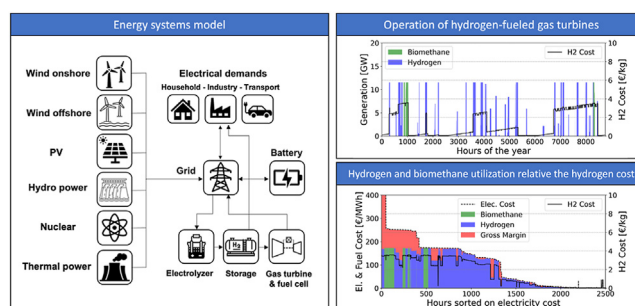 Energy systems model
Wind onshore
Wind offshore
PV
Hydro power
Nuclear
Thermal power
Electrical demands
Household - Industry - Transport
Grid
Battery
H2
Electrolyzer
Storage
Gas turbine
& fuel cell
Operation of hydrogen-fueled gas turbines
Generation [GW]
20
15
10
5
0
Biomethane
Hydrogen
H2 Cost
10
8
6
4
2
0
H2 Cost [€/kg]
0 1000 2000 3000 4000 5000 6000 7000 8000
Hours of the year
Hydrogen and biomethane utilization relative the hydrogen cost
El. & Fuel Cost [€/MWh]
400
300
200
100
0
Elec. Cost
Biomethane
Hydrogen
Gross Margin
H2 Cost
10
8
6
4
2
0
H2 Cost [€/kg]
0 500 1000 1500 2000 2500
Hours sorted on electricity cost